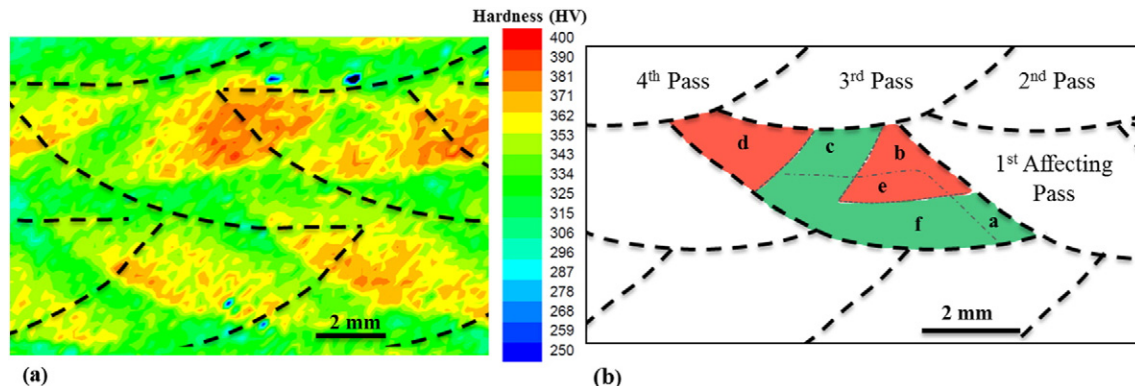 Hardness (HV)
400
390
381
371
362
353
343
334
325
315
306
296
287
278
268
259
250
2 mm
(a)
4th Pass
3rd Pass
2nd Pass
1st Affecting
Pass
d
c
b
e
f
a
2 mm
(b)